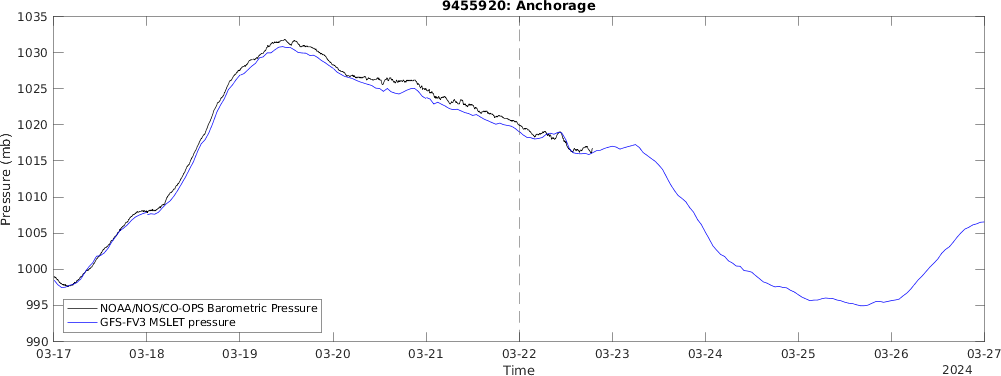 9455920: Anchorage
1035
1030
1025
1020
1015
1010
1005
1000
995
990
Pressure (mb)
NOAA/NOS/CO-OPS Barometric Pressure
GFS-FV3 MSLET pressure
03-17 03-18 03-19 03-20 03-21 03-22 03-23 03-24 03-25 03-26 03-27
Time
2024